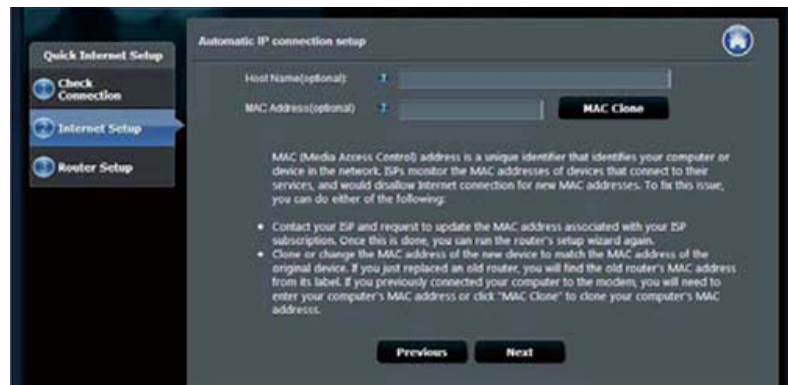 Quick Internet Setup
1 Check
Connection
2 Internet Setup
3 Router Setup
Automatic IP connection setup
Host Name(optional):
MAC Address(optional)
MAC Clone
MAC (Media Access Control) address is a unique identifier that identifies your computer or
device in the network. ISPs monitor the MAC addresses of devices that connect to their
services, and would disallow Internet connection for new MAC addresses. To fix this issue,
you can do either of the following:
• Contact your ISP and request to update the MAC address associated with your ISP
subscription. Once this is done, you can run the router's setup wizard again.
• Clone or change the MAC address of the new device to match the MAC address of the
original device. If you just replaced an old router, you will find the old router's MAC address
from its label. If you previously connected your computer to the modem, you will need to
enter your computer's MAC address or click "MAC Clone" to clone your computer's MAC
addresss.
Previous
Next